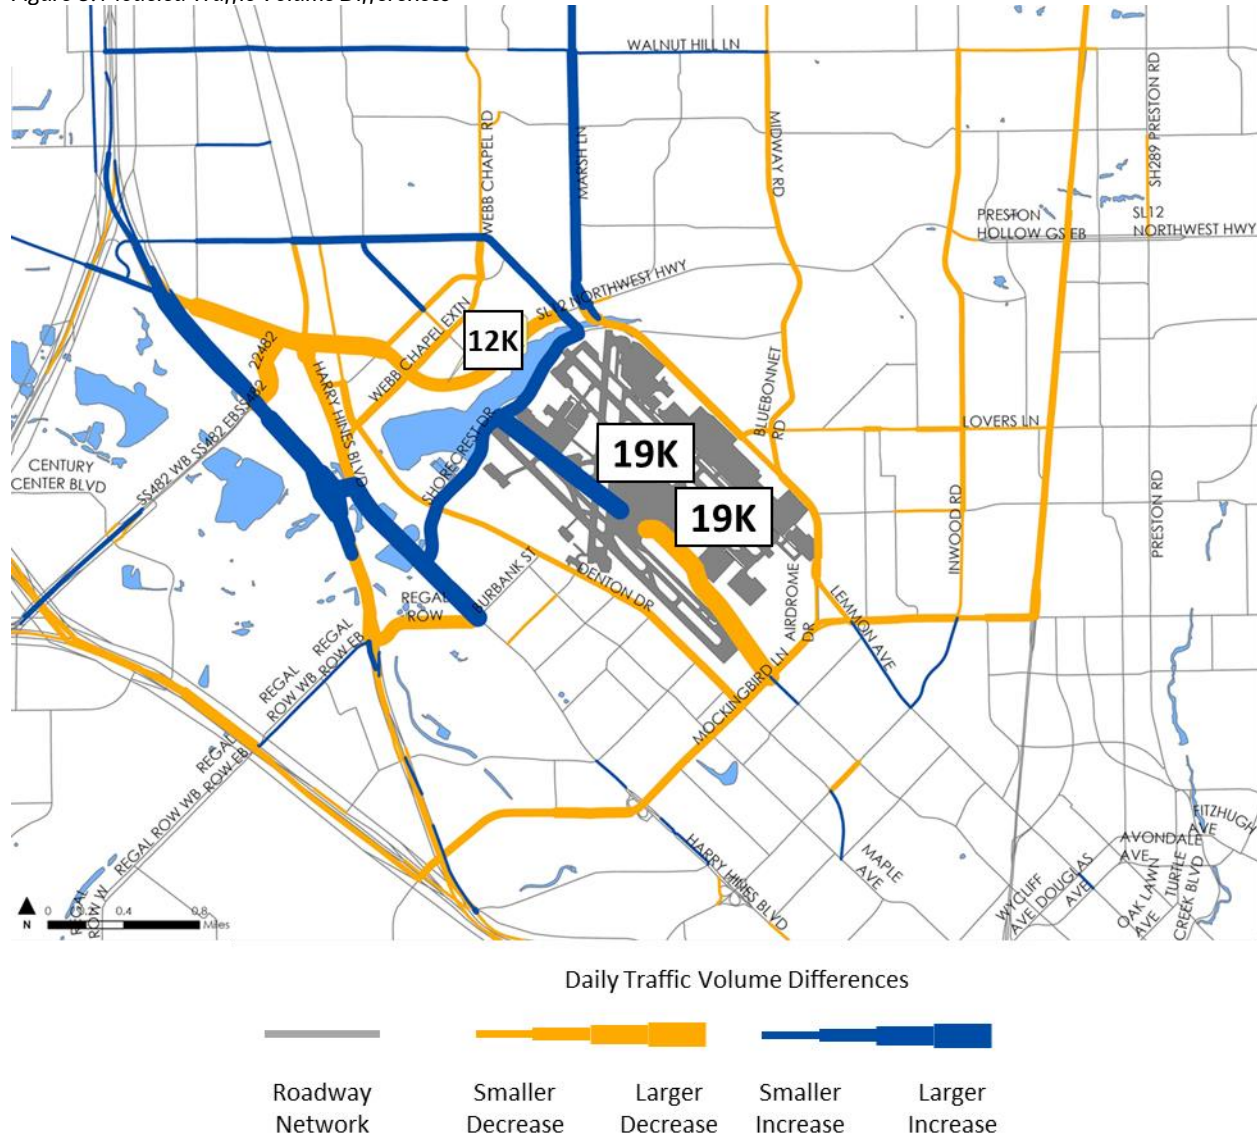 WALNUT HILL LN
WEBB CHAPEL RD
MARSH LN
MIDWAY RD
SH289 PRESTON RD
PRESTON
HOLLOW GS EB
SL12
NORTHWEST HWY
SL12 NORTHWEST HWY
WEBB CHAPEL EXTN
12K
22482
HARRY HINES BLVD
BLUEBONNET
RD
LOVERS LN
SHORECREST DR
19K
19K
CENTURY
CENTER BLVD
SS482 WB SS482 EBSS482
INWOOD RD
PRESTON RD
BURBANK ST
DENTON DR
REGAL
ROW
AIRDROME
DR
LEMMON AVE
REGAL
ROW WB
REGAL
ROW EB
MOCKINGBIRD LN
REGAL
ROW EB
REGAL ROW WB
HARRY HINES BLVD
MAPLE
AVE
FITZHUGH
AVE
AVONDALE
AVE
WYCLIFF
AVE
DOUGLAS
AVE
OAK LAWN
AVE
TURTLE
CREEK BLVD
REGAL
ROW W
N
0 0.2 0.4 0.8
Miles
Daily Traffic Volume Differences
Roadway
Network
Smaller
Decrease
Larger
Decrease
Smaller
Increase
Larger
Increase